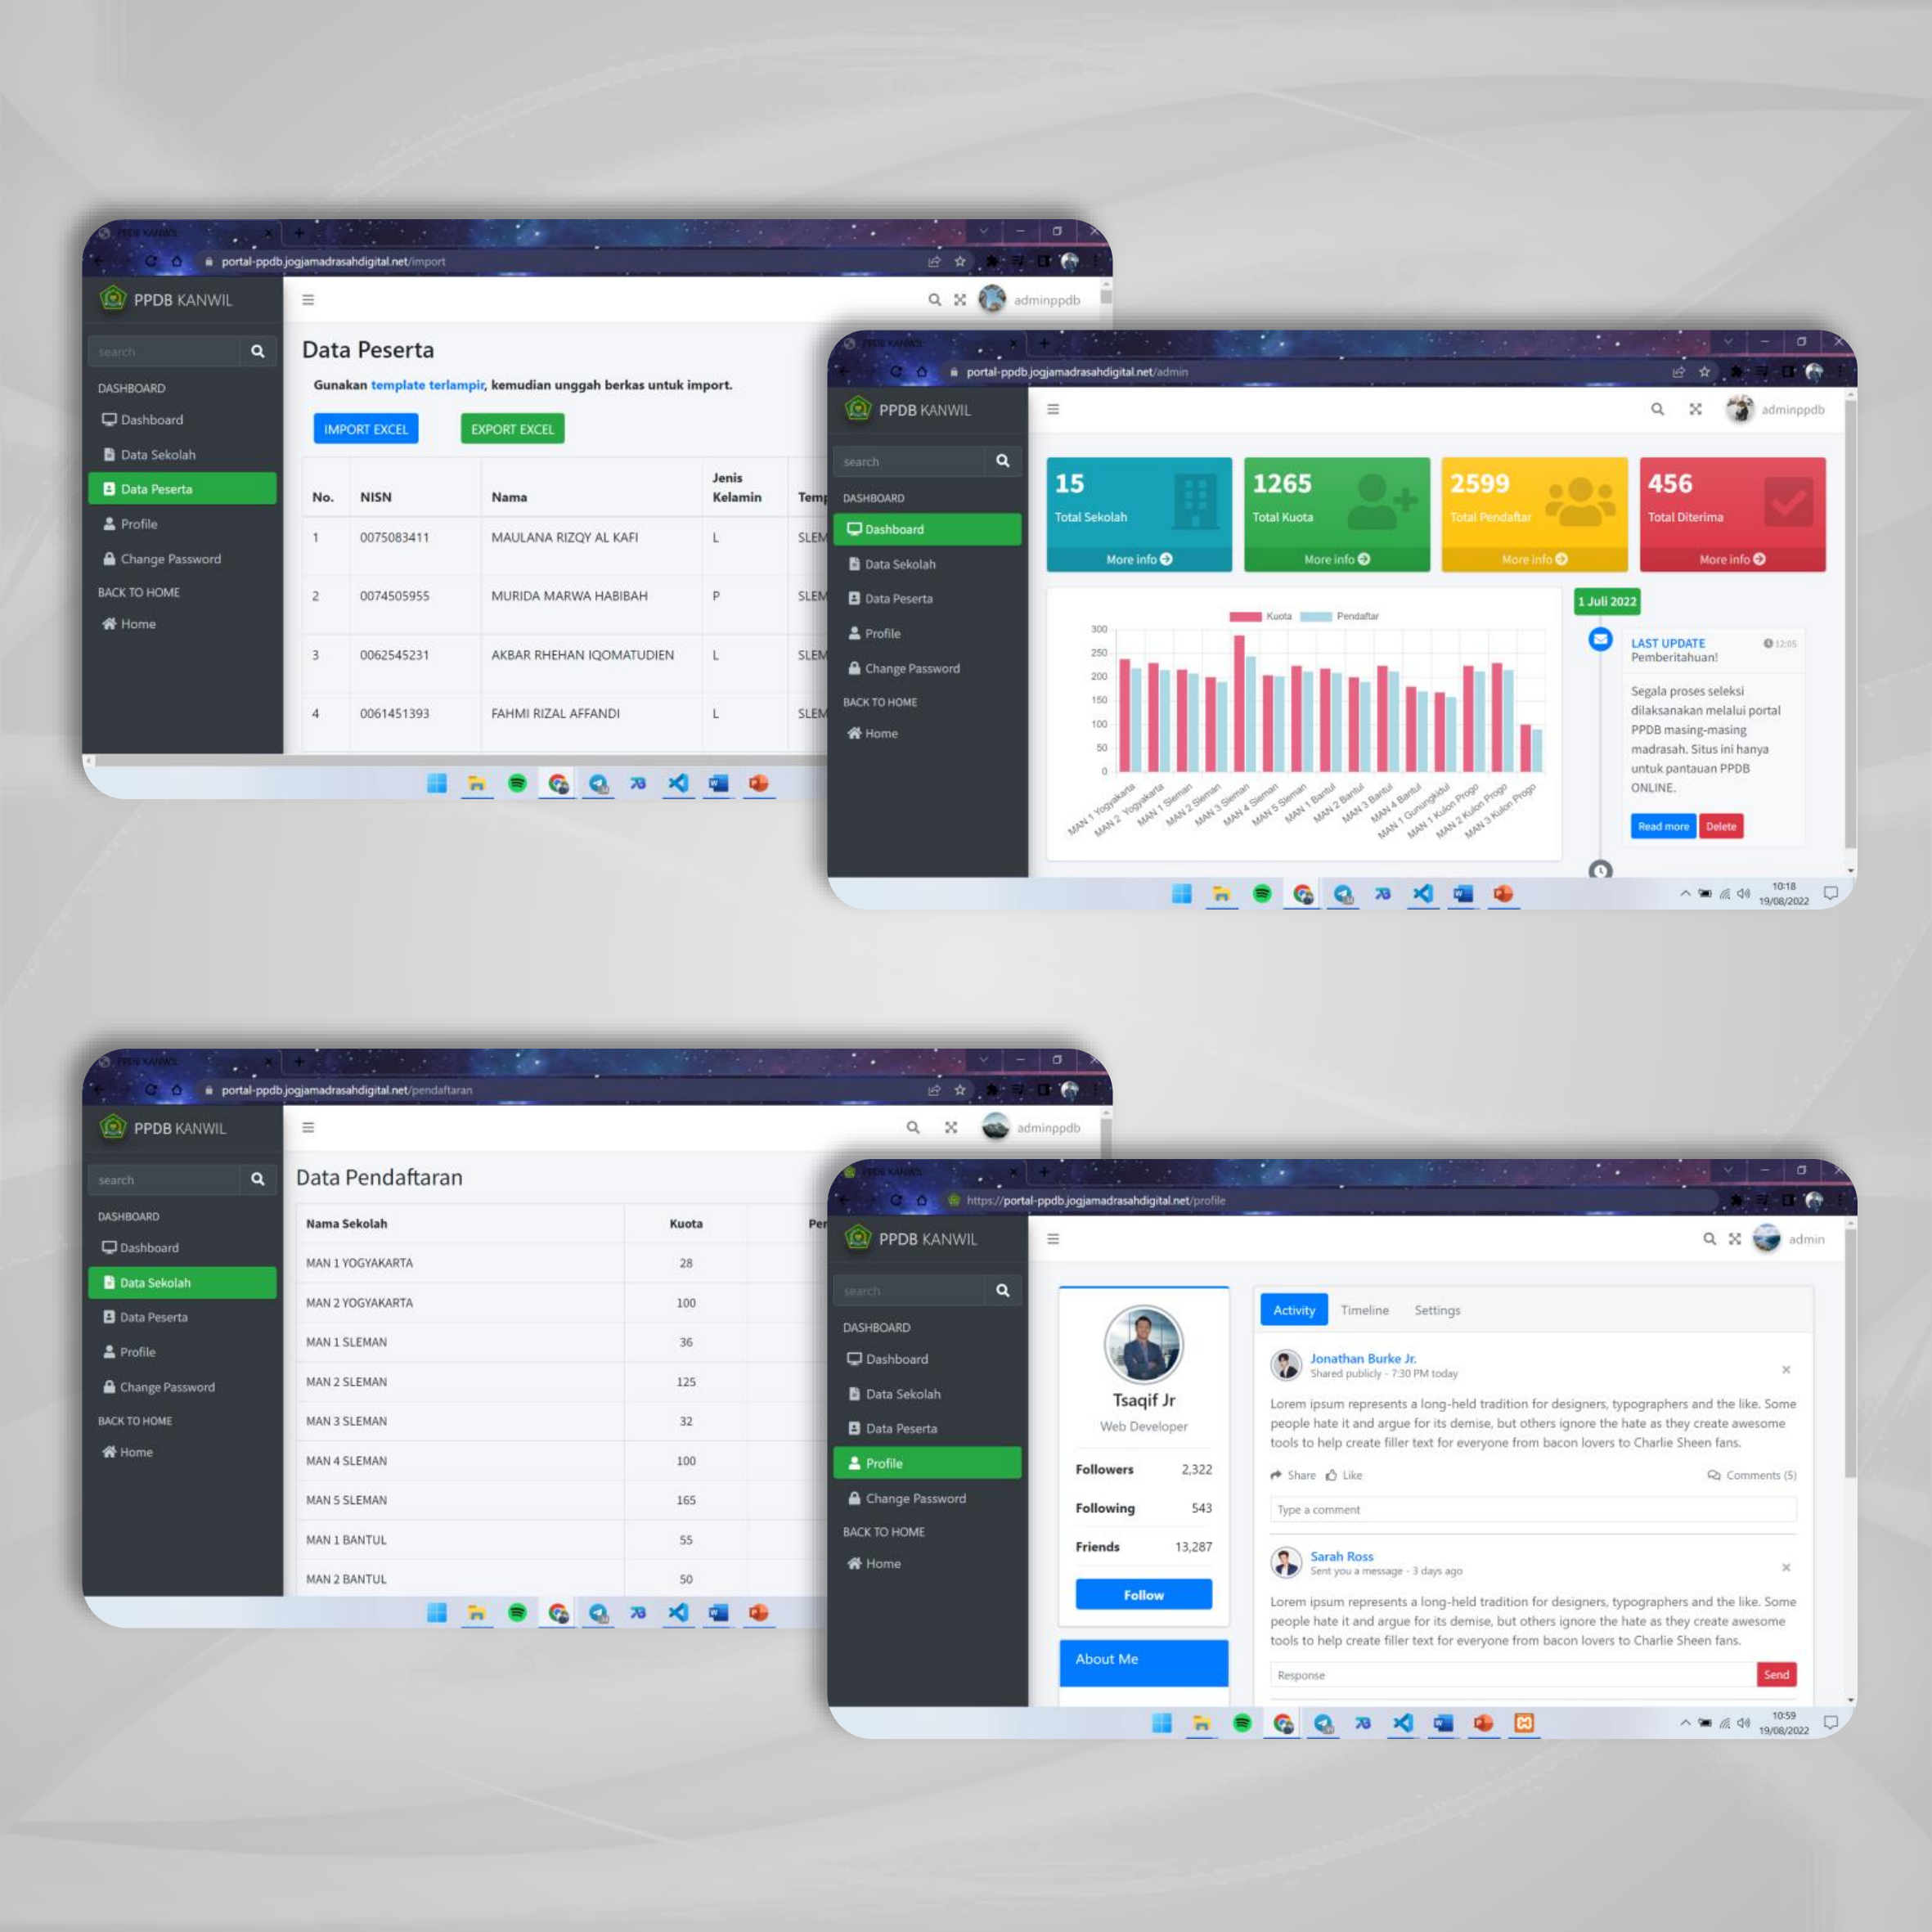 PPDB KANWIL
portal-ppdb.jogjamadrasahdigital.net/import
PPDB KANWIL
adminppdb
search
DASHBOARD
Dashboard
Data Sekolah
Data Peserta
Profile
Change Password
BACK TO HOME
Home
Data Peserta
Gunakan template terlampir, kemudian unggah berkas untuk import.
IMPORT EXCEL EXPORT EXCEL
No. NISN Nama Jenis Kelamin Temp
1 0075083411 MAULANA RIZQY AL KAFI L SLEM
2 0074505955 MURIDA MARWA HABIBAH P SLEM
3 0062545231 AKBAR RHEHAN IQOMATUDIEN L SLEM
4 0061451393 FAHMI RIZAL AFFANDI L SLEM
PPDB KANWIL
portal-ppdb.jogjamadrasahdigital.net/admin
PPDB KANWIL
adminppdb
search
DASHBOARD
Dashboard
Data Sekolah
Data Peserta
Profile
Change Password
BACK TO HOME
Home
15 1265 2599 456
Total Sekolah Total Kuota Total Pendaftar Total Diterima
More info More info More info More info
Kuota Pendaftar
300
250
200
150
100
50
0
MAN 1 Yogyakarta
MAN 2 Yogyakarta
MAN 1 Sleman
MAN 2 Sleman
MAN 3 Sleman
MAN 4 Sleman
MAN 5 Sleman
MAN 1 Bantul
MAN 2 Bantul
MAN 3 Bantul
MAN 4 Bantul
MAN 1 Gunungkidul
MAN 1 Kulon Progo
MAN 2 Kulon Progo
MAN 3 Kulon Progo
1 Juli 2022
LAST UPDATE 12:05
Pemberitahuan!
Segala proses seleksi
dilaksanakan melalui portal
PPDB masing-masing
madrasah. Situs ini hanya
untuk pantauan PPDB
ONLINE.
Read more Delete
10:18
19/08/2022
PPDB KANWIL
portal-ppdb.jogjamadrasahdigital.net/pendaftaran
PPDB KANWIL
adminppdb
search
DASHBOARD
Dashboard
Data Sekolah
Data Peserta
Profile
Change Password
BACK TO HOME
Home
Data Pendaftaran
Nama Sekolah Kuota Per
MAN 1 YOGYAKARTA 28
MAN 2 YOGYAKARTA 100
MAN 1 SLEMAN 36
MAN 2 SLEMAN 125
MAN 3 SLEMAN 32
MAN 4 SLEMAN 100
MAN 5 SLEMAN 165
MAN 1 BANTUL 55
MAN 2 BANTUL 50
PPDB KANWIL
https://portal-ppdb.jogjamadrasahdigital.net/profile
PPDB KANWIL
admin
search
DASHBOARD
Dashboard
Data Sekolah
Data Peserta
Profile
Change Password
BACK TO HOME
Home
Tsaqif Jr
Web Developer
Followers 2,322
Following 543
Friends 13,287
Follow
About Me
Activity Timeline Settings
Jonathan Burke Jr.
Shared publicly - 7:30 PM today
Lorem ipsum represents a long-held tradition for designers, typographers and the like. Some
people hate it and argue for its demise, but others ignore the hate as they create awesome
tools to help create filler text for everyone from bacon lovers to Charlie Sheen fans.
Share Like Comments (5)
Type a comment
Sarah Ross
Sent you a message - 3 days ago
Lorem ipsum represents a long-held tradition for designers, typographers and the like. Some
people hate it and argue for its demise, but others ignore the hate as they create awesome
tools to help create filler text for everyone from bacon lovers to Charlie Sheen fans.
Response Send
10:59
19/08/2022